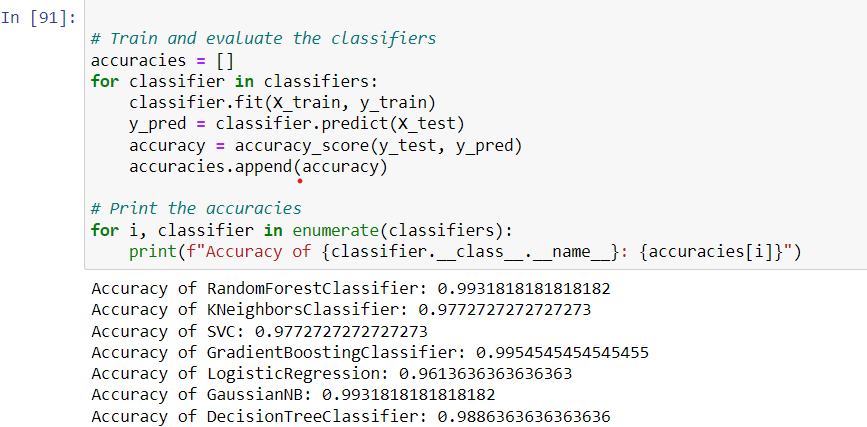 In [91]:
# Train and evaluate the classifiers
accuracies = []
for classifier in classifiers:
    classifier.fit(X_train, y_train)
    y_pred = classifier.predict(X_test)
    accuracy = accuracy_score(y_test, y_pred)
    accuracies.append(accuracy)
# Print the accuracies
for i, classifier in enumerate(classifiers):
    print(f"Accuracy of {classifier.__class__.__name__}: {accuracies[i]}")
Accuracy of RandomForestClassifier: 0.9931818181818182
Accuracy of KNeighborsClassifier: 0.9772727272727273
Accuracy of SVC: 0.9772727272727273
Accuracy of GradientBoostingClassifier: 0.9954545454545455
Accuracy of LogisticRegression: 0.9613636363636363
Accuracy of GaussianNB: 0.9931818181818182
Accuracy of DecisionTreeClassifier: 0.9886363636363636